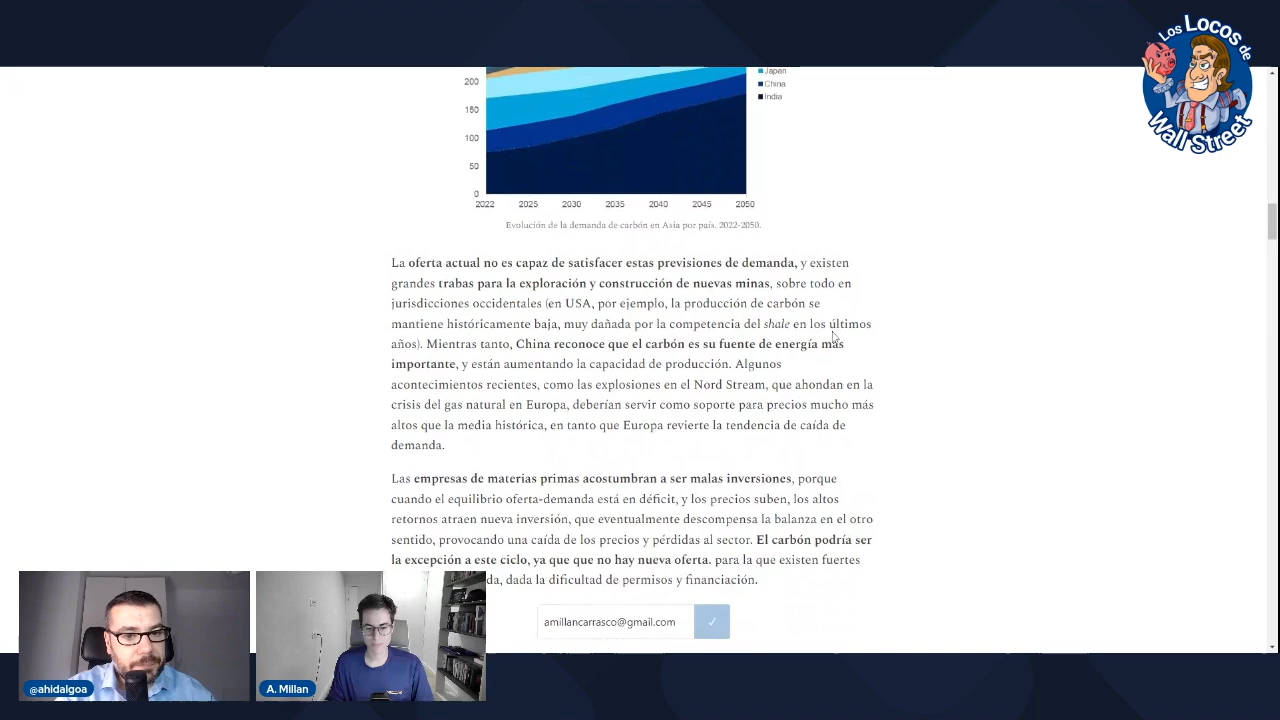 Los Locos de
Wall Street
200
150
100
50
0
2022 2025 2030 2035 2040 2045 2050
Japan
China
India
Evolución de la demanda de carbón en Asia por país. 2022-2050.
La oferta actual no es capaz de satisfacer estas previsiones de demanda, y existen
grandes trabas para la exploración y construcción de nuevas minas, sobre todo en
jurisdicciones occidentales (en USA, por ejemplo, la producción de carbón se
mantiene históricamente baja, muy dañada por la competencia del shale en los últimos
años). Mientras tanto, China reconoce que el carbón es su fuente de energía más
importante, y están aumentando la capacidad de producción. Algunos
acontecimientos recientes, como las explosiones en el Nord Stream, que ahondan en la
crisis del gas natural en Europa, deberían servir como soporte para precios mucho más
altos que la media histórica, en tanto que Europa revierte la tendencia de caída de
demanda.
Las empresas de materias primas acostumbran a ser malas inversiones, porque
cuando el equilibrio oferta-demanda está en déficit, y los precios suben, los altos
retornos atraen nueva inversión, que eventualmente descompensa la balanza en el otro
sentido, provocando una caída de los precios y pérdidas al sector. El carbón podría ser
la excepción a este ciclo, ya que que no hay nueva oferta. para la que existen fuertes
da, dada la dificultad de permisos y financiación.
amillancarrasco@gmail.com
@ahidalgoa
A. Millan